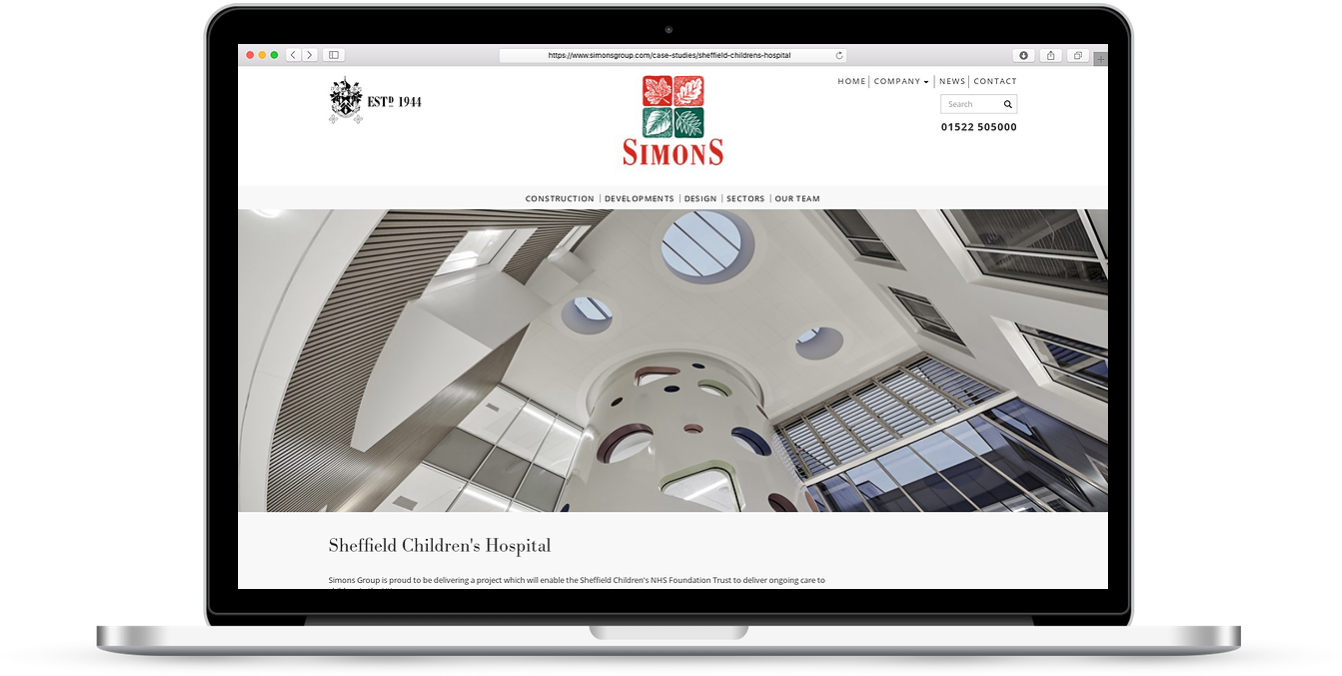 https://www.simonsgroup.com/case-studies/sheffield-childrens-hospital
HOME COMPANY NEWS CONTACT
ESTD 1944
Search
01522 505000
SIMONS
CONSTRUCTION DEVELOPMENTS DESIGN SECTORS OUR TEAM
Sheffield Children's Hospital
Simons Group is proud to be delivering a project which will enable the Sheffield Children's NHS Foundation Trust to deliver ongoing care to